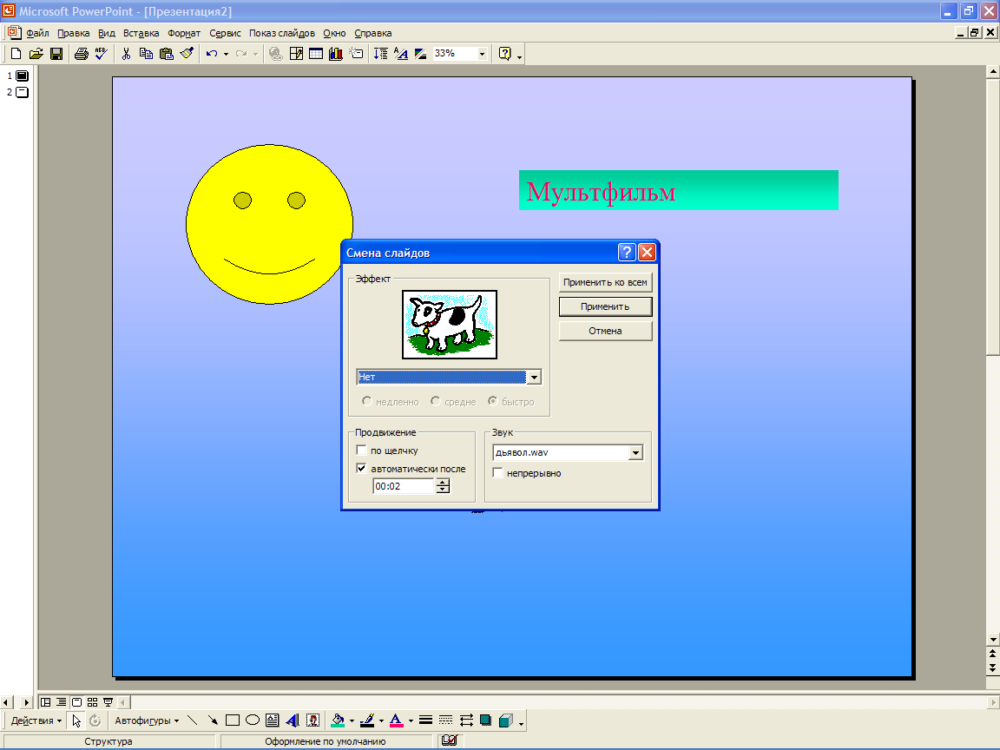 Microsoft PowerPoint - [Презентация2]
Файл Правка Вид Вставка Формат Сервис Показ слайдов Окно Справка
33%
1
2
Мультфильм
Смена слайдов
Эффект
Применить ко всем
Применить
Отмена
Нет
медленно средне быстро
Продвижение
по щелчку
автоматически после
00:02
Звук
дьявол.wav
непрерывно
Действия Автофигуры
Структура Оформление по умолчанию